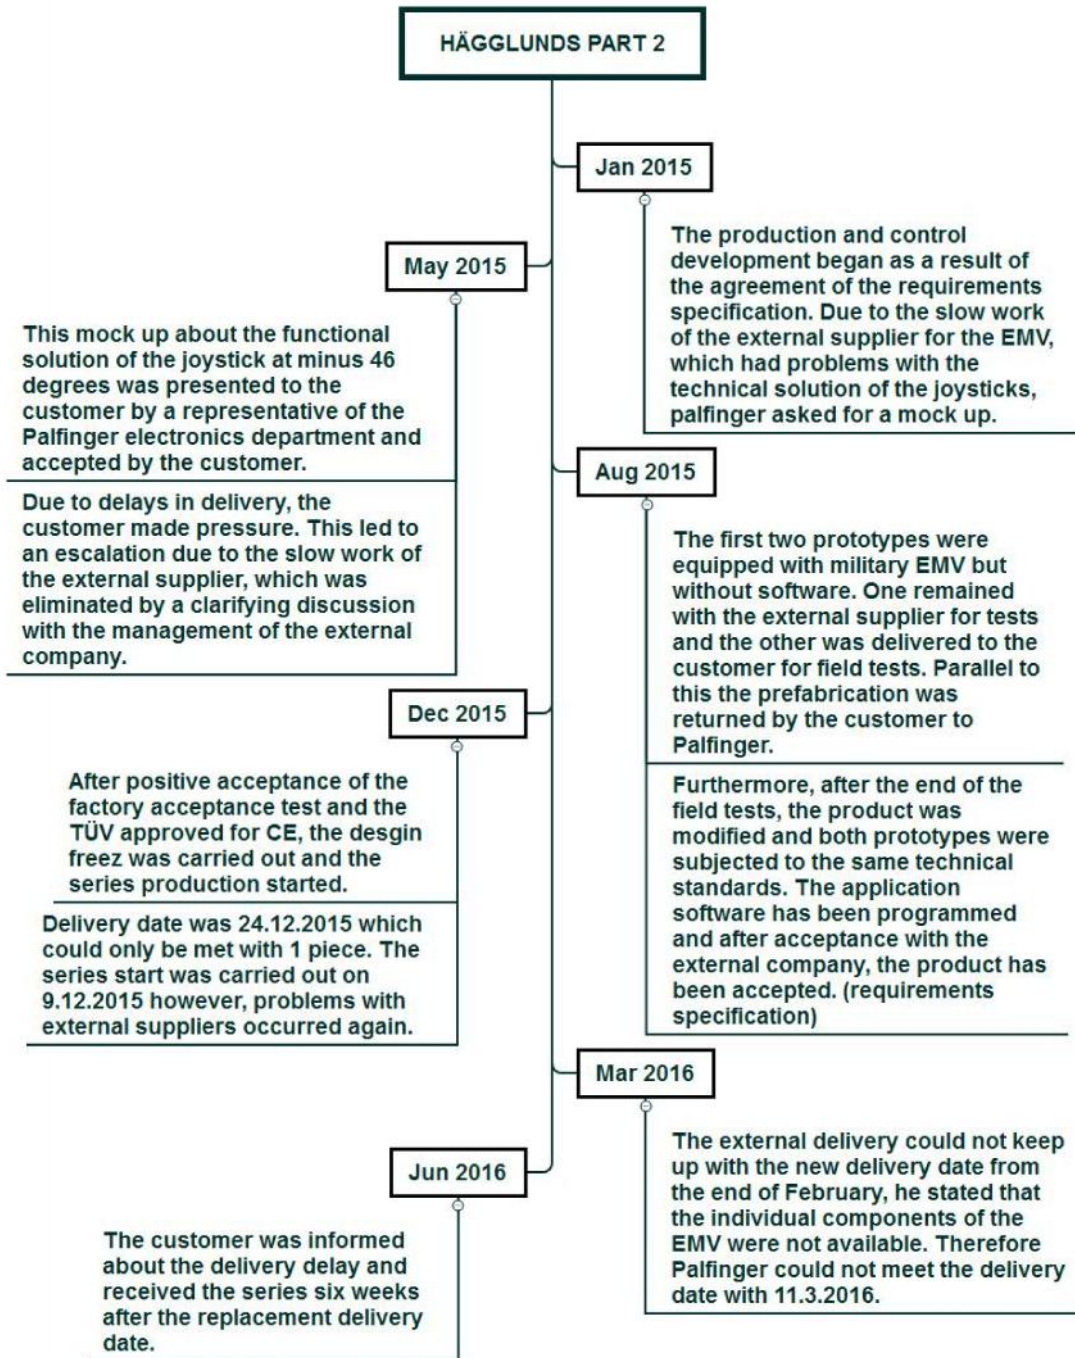 HÄGGLUNDS PART 2
Jan 2015
The production and control
development began as a result of
the agreement of the requirements
specification. Due to the slow work
of the external supplier for the EMV,
which had problems with the
technical solution of the joysticks,
palfinger asked for a mock up.
May 2015
This mock up about the functional
solution of the joystick at minus 46
degrees was presented to the
customer by a representative of the
Palfinger electronics department and
accepted by the customer.
Due to delays in delivery, the
customer made pressure. This led to
an escalation due to the slow work of
the external supplier, which was
eliminated by a clarifying discussion
with the management of the external
company.
Aug 2015
The first two prototypes were
equipped with military EMV but
without software. One remained
with the external supplier for tests
and the other was delivered to the
customer for field tests. Parallel to
this the prefabrication was
returned by the customer to
Palfinger.
Furthermore, after the end of the
field tests, the product was
modified and both prototypes were
subjected to the same technical
standards. The application
software has been programmed
and after acceptance with the
external company, the product has
been accepted. (requirements
specification)
Dec 2015
After positive acceptance of the
factory acceptance test and the
TÜV approved for CE, the desgin
freez was carried out and the
series production started.
Delivery date was 24.12.2015 which
could only be met with 1 piece. The
series start was carried out on
9.12.2015 however, problems with
external suppliers occurred again.
Mar 2016
The external delivery could not keep
up with the new delivery date from
the end of February, he stated that
the individual components of the
EMV were not available. Therefore
Palfinger could not meet the delivery
date with 11.3.2016.
Jun 2016
The customer was informed
about the delivery delay and
received the series six weeks
after the replacement delivery
date.